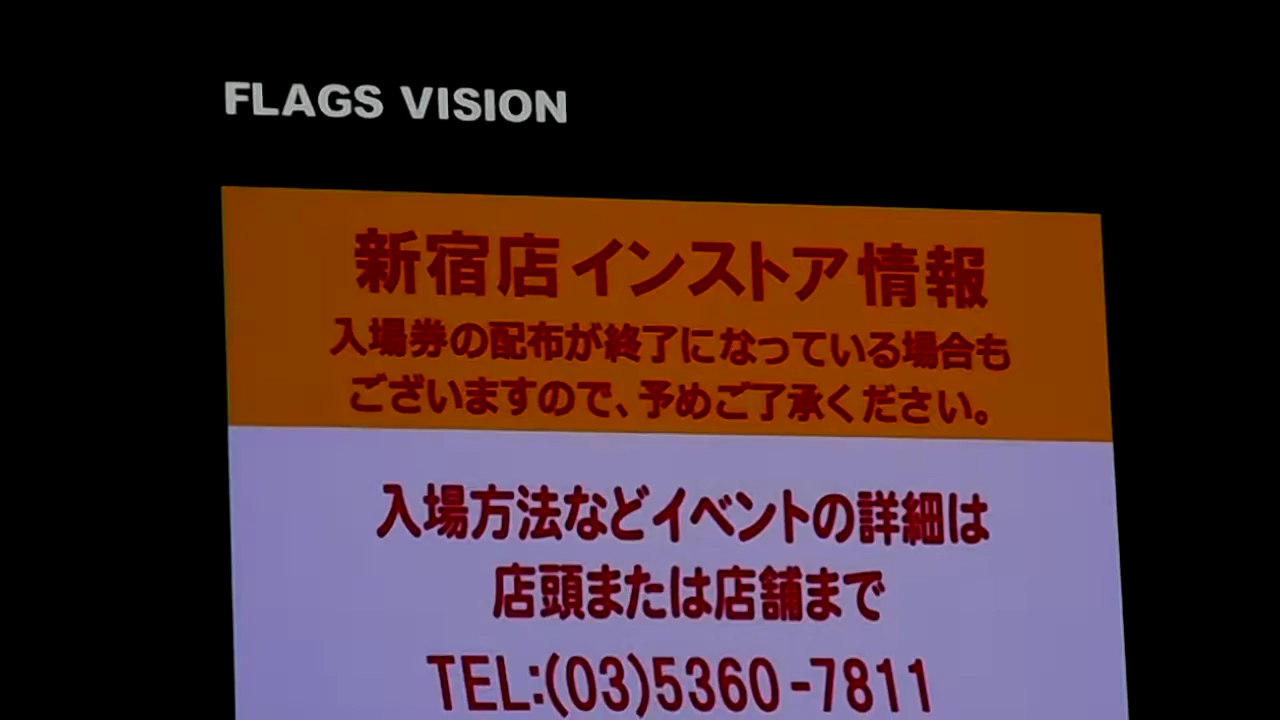 FLAGS VISION
新宿店インストア情報
入場券の配布が終了になっている場合も
ございますので、予めご了承ください。
入場方法などイベントの詳細は
店頭または店舗まで
TEL:(03)5360-7811